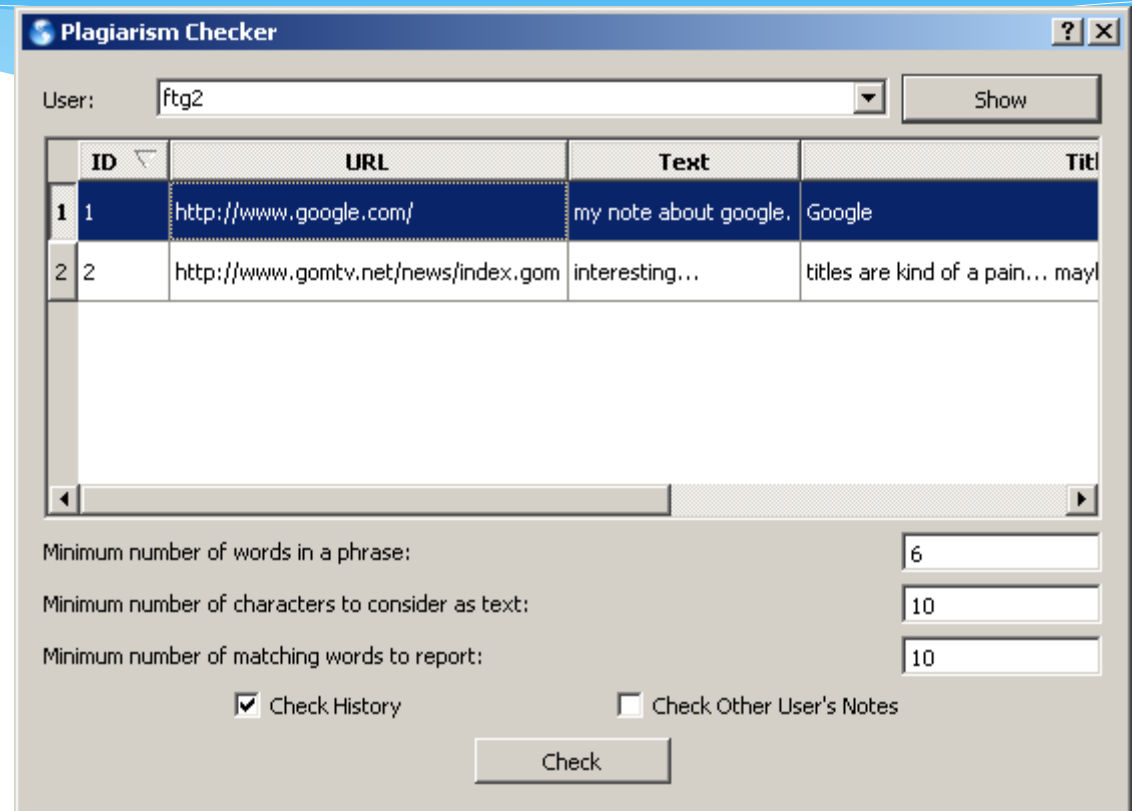 Plagiarism Checker
User: ftg2 Show
ID URL Text Titl
1 1 http://www.google.com/ my note about google. Google
2 2 http://www.gomtv.net/news/index.gom interesting... titles are kind of a pain... mayb
Minimum number of words in a phrase: 6
Minimum number of characters to consider as text: 10
Minimum number of matching words to report: 10
Check History Check Other User's Notes
Check